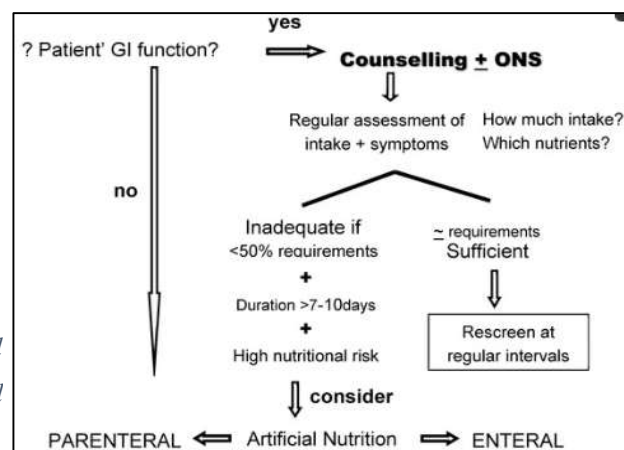 yes
? Patient' GI function?
Counselling ± ONS
Regular assessment of
intake + symptoms
How much intake?
Which nutrients?
no
Inadequate if
<50% requirements
+
Duration >7-10days
+
High nutritional risk
~ requirements
Sufficient
Rescreen at
regular intervals
consider
PARENTERAL
Artificial Nutrition
ENTERAL